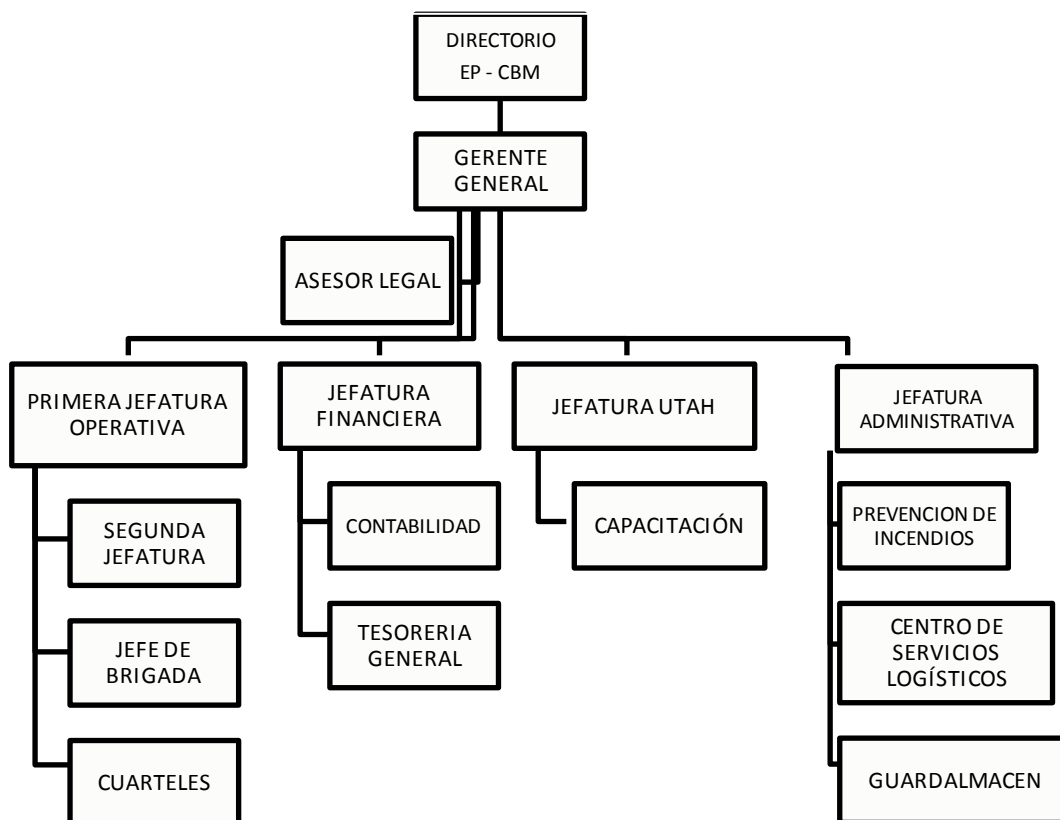 DIRECTORIO
EP - CBM
GERENTE
GENERAL
ASESOR LEGAL
PRIMERA JEFATURA
OPERATIVA
JEFATURA
FINANCIERA
JEFATURA UTAH
JEFATURA
ADMINISTRATIVA
SEGUNDA
JEFATURA
CONTABILIDAD
CAPACITACIÓN
PREVENCION DE
INCENDIOS
JEFE DE
BRIGADA
TESORERIA
GENERAL
CENTRO DE
SERVICIOS
LOGÍSTICOS
CUARTELES
GUARDALMACEN